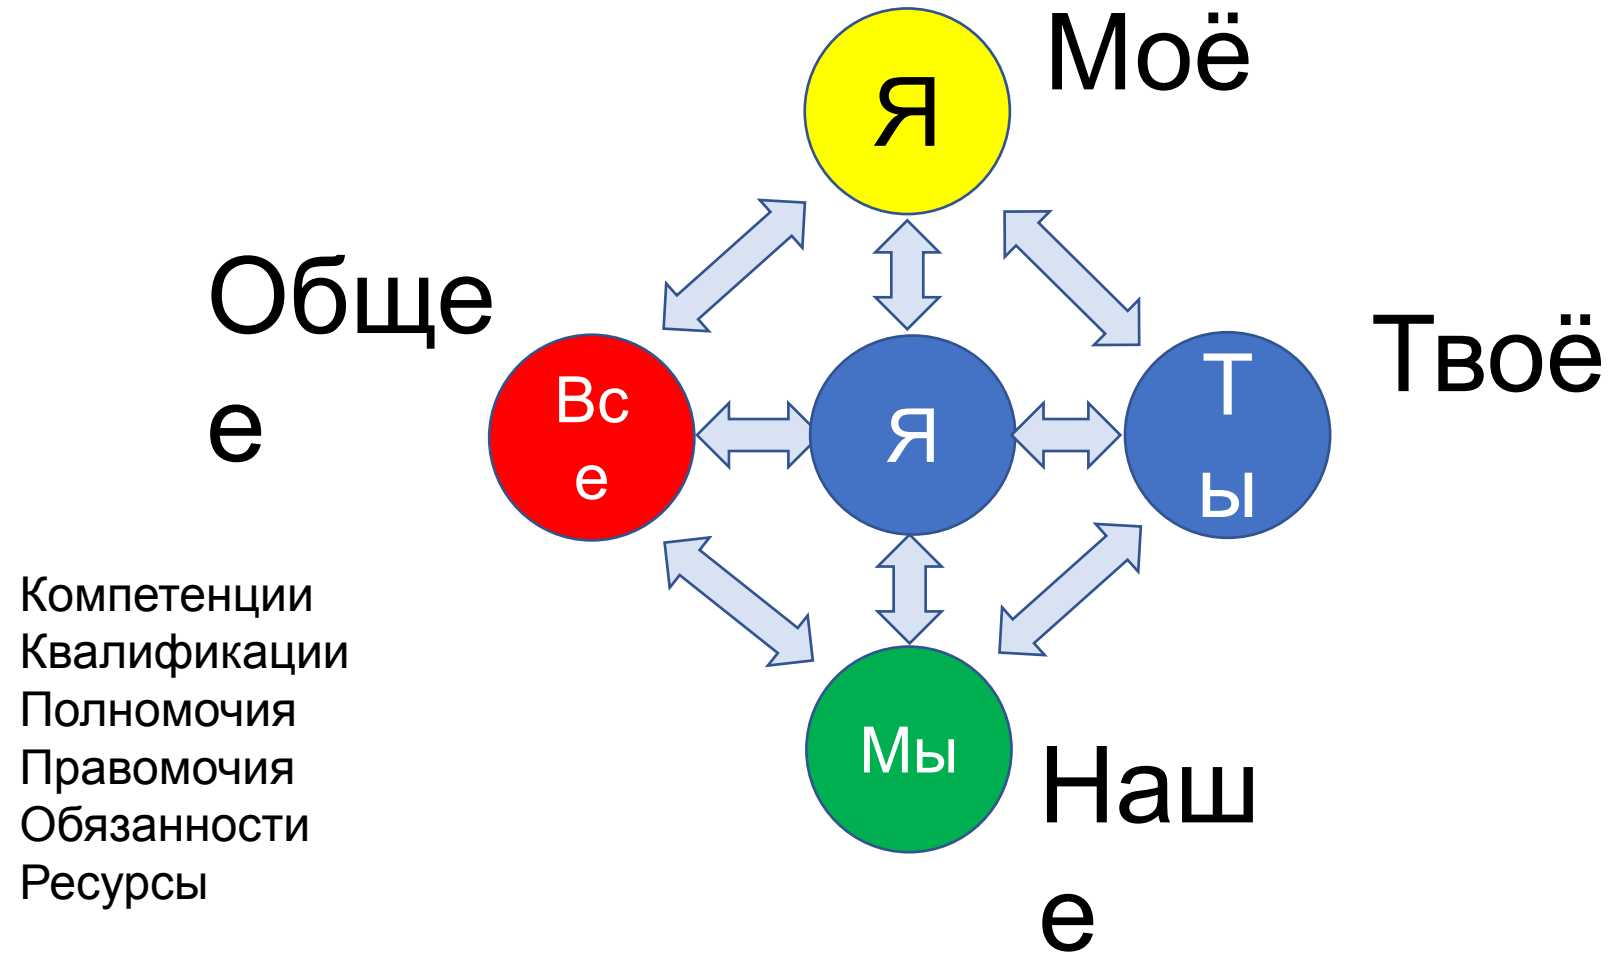 Моё
Я
Обще
е
Твоё
Вс
е
Я
Т
ы
Компетенции
Квалификации
Полномочия
Правомочия
Обязанности
Ресурсы
Мы
Наш
е